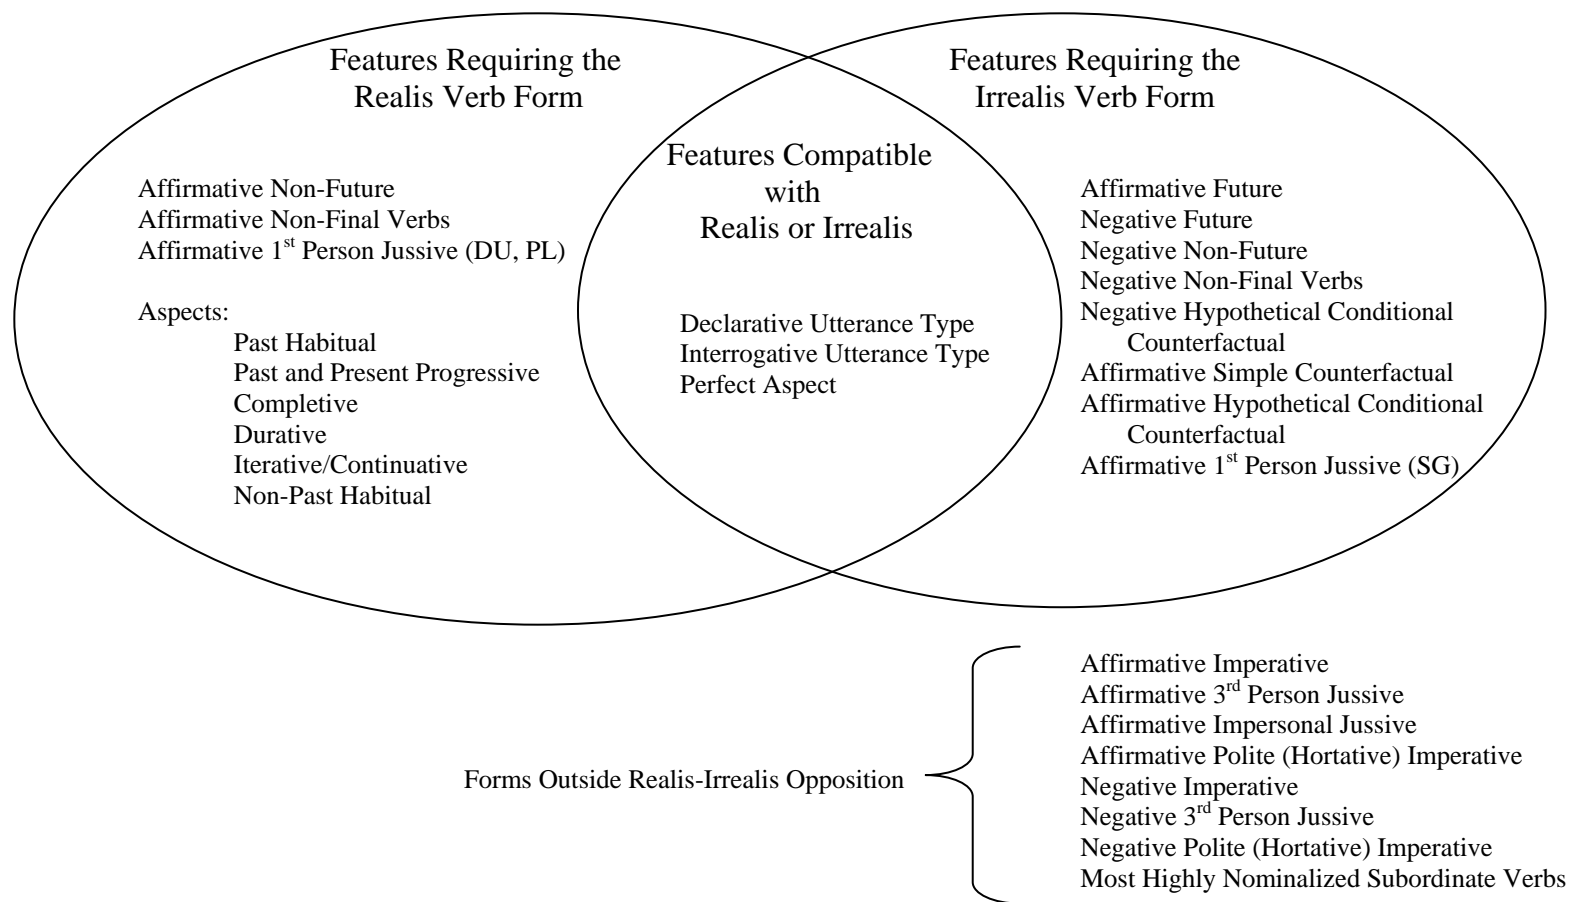 Features Requiring the
Realis Verb Form
Affirmative Non-Future
Affirmative Non-Final Verbs
Affirmative 1st Person Jussive (DU, PL)
Aspects:
Past Habitual
Past and Present Progressive
Completive
Durative
Iterative/Continuative
Non-Past Habitual
Features Compatible
with
Realis or Irrealis
Declarative Utterance Type
Interrogative Utterance Type
Perfect Aspect
Features Requiring the
Irrealis Verb Form
Affirmative Future
Negative Future
Negative Non-Future
Negative Non-Final Verbs
Negative Hypothetical Conditional
Counterfactual
Affirmative Simple Counterfactual
Affirmative Hypothetical Conditional
Counterfactual
Affirmative 1st Person Jussive (SG)
Forms Outside Realis-Irrealis Opposition
Affirmative Imperative
Affirmative 3rd Person Jussive
Affirmative Impersonal Jussive
Affirmative Polite (Hortative) Imperative
Negative Imperative
Negative 3rd Person Jussive
Negative Polite (Hortative) Imperative
Most Highly Nominalized Subordinate Verbs